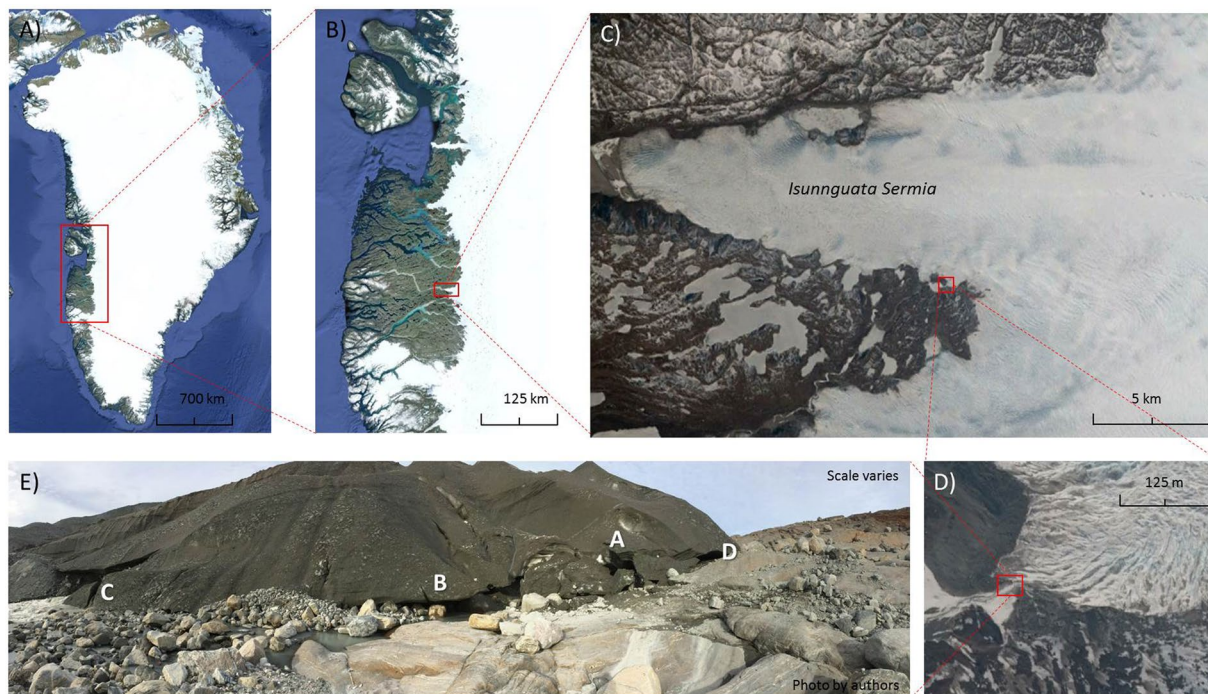 A)
B)
C)
Isunnguata Sermia
700 km
125 km
5 km
E)
Scale varies
D)
125 m
A
D
C
B
Photo by authors